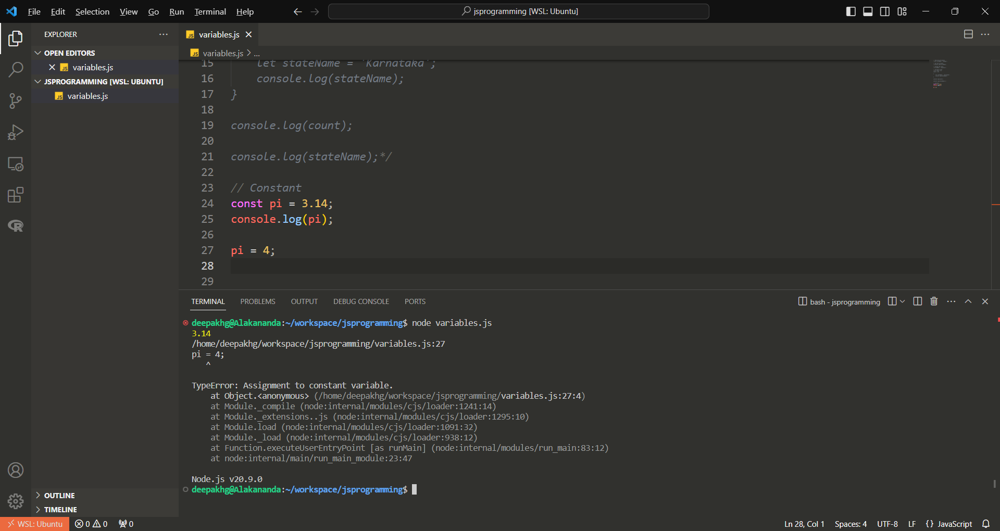 File Edit Selection View Go Run Terminal Help
jsprogramming [WSL: Ubuntu]
EXPLORER
OPEN EDITORS
JS variables.js
JSPROGRAMMING [WSL: UBUNTU]
JS variables.js
OUTLINE
TIMELINE
JS variables.js
JS variables.js > ...
15 let stateName = 'Karnataka';
16 console.log(stateName);
17 }
18
19 console.log(count);
20
21 console.log(stateName);*/
22
23 // Constant
24 const pi = 3.14;
25 console.log(pi);
26
27 pi = 4;
28
29
TERMINAL PROBLEMS OUTPUT DEBUG CONSOLE PORTS
bash - jsprogramming
deepakhg@Alakananda:~/workspace/jsprogramming$ node variables.js
3.14
/home/deepakhg/workspace/jsprogramming/variables.js:27
pi = 4;
^
TypeError: Assignment to constant variable.
at Object.<anonymous> (/home/deepakhg/workspace/jsprogramming/variables.js:27:4)
at Module._compile (node:internal/modules/cjs/loader:1241:14)
at Module._extensions..js (node:internal/modules/cjs/loader:1295:10)
at Module.load (node:internal/modules/cjs/loader:1091:32)
at Module._load (node:internal/modules/cjs/loader:938:12)
at Function.executeUserEntryPoint [as runMain] (node:internal/modules/run_main:83:12)
at node:internal/main/run_main_module:23:47
Node.js v20.9.0
deepakhg@Alakananda:~/workspace/jsprogramming$
WSL: Ubuntu 0 0 0
Ln 28, Col 1 Spaces: 4 UTF-8 LF {} JavaScript